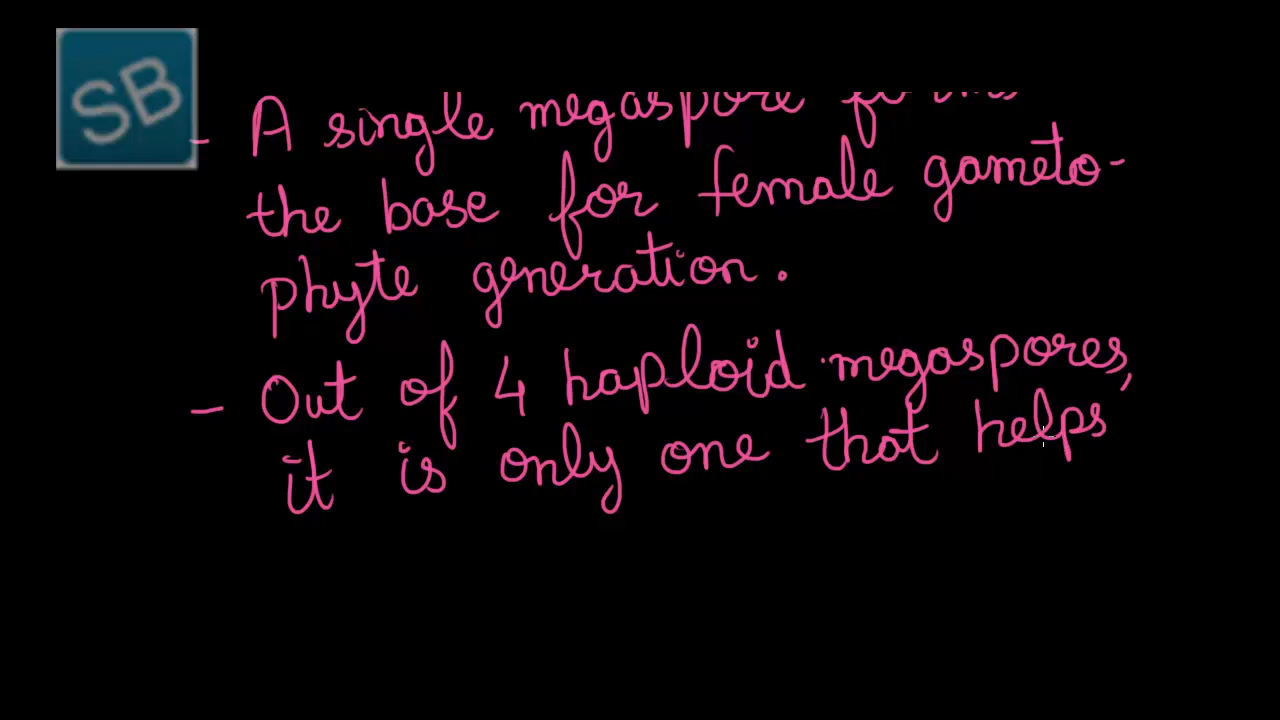 SB
- A single megaspore forms
the base for female gameto-
phyte generation.
- Out of 4 haploid megaspores,
it is only one that helps